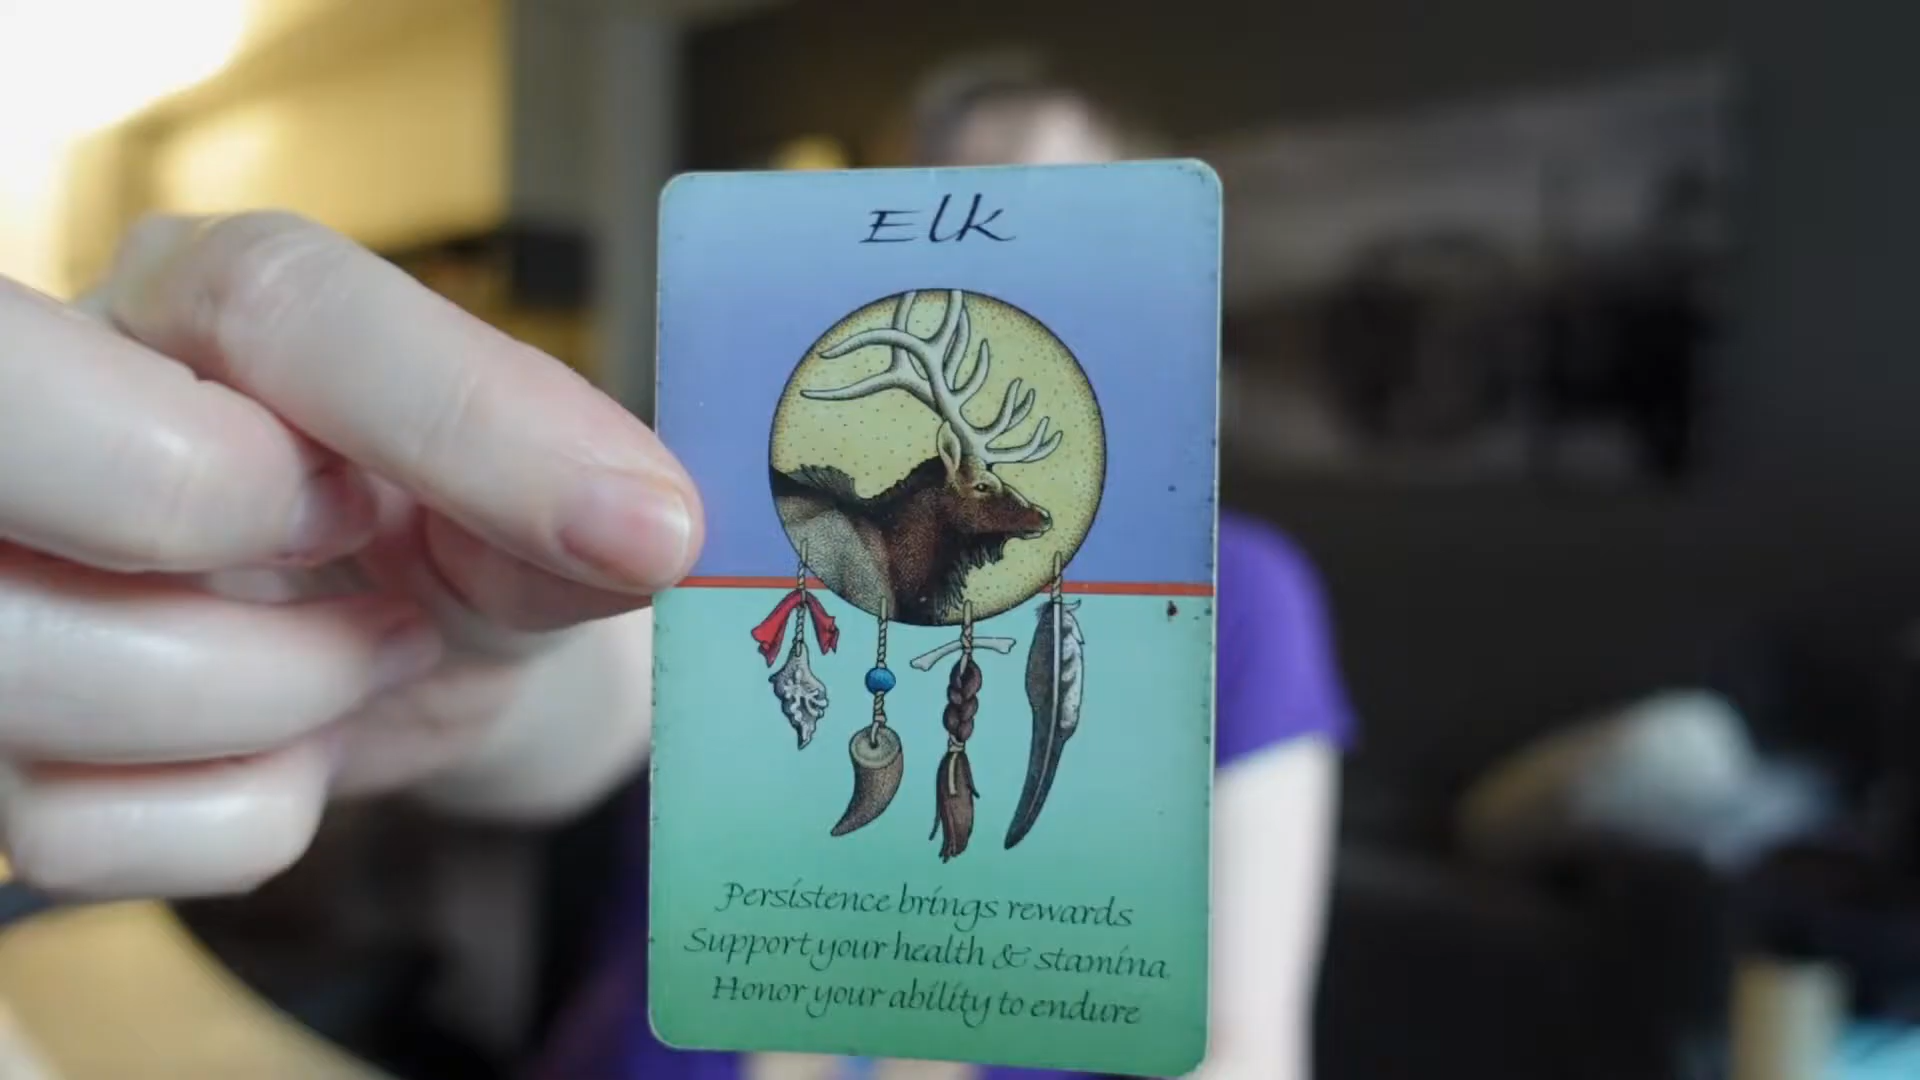 Elk
Persistence brings rewards
Support your health & stamina
Honor your ability to endure